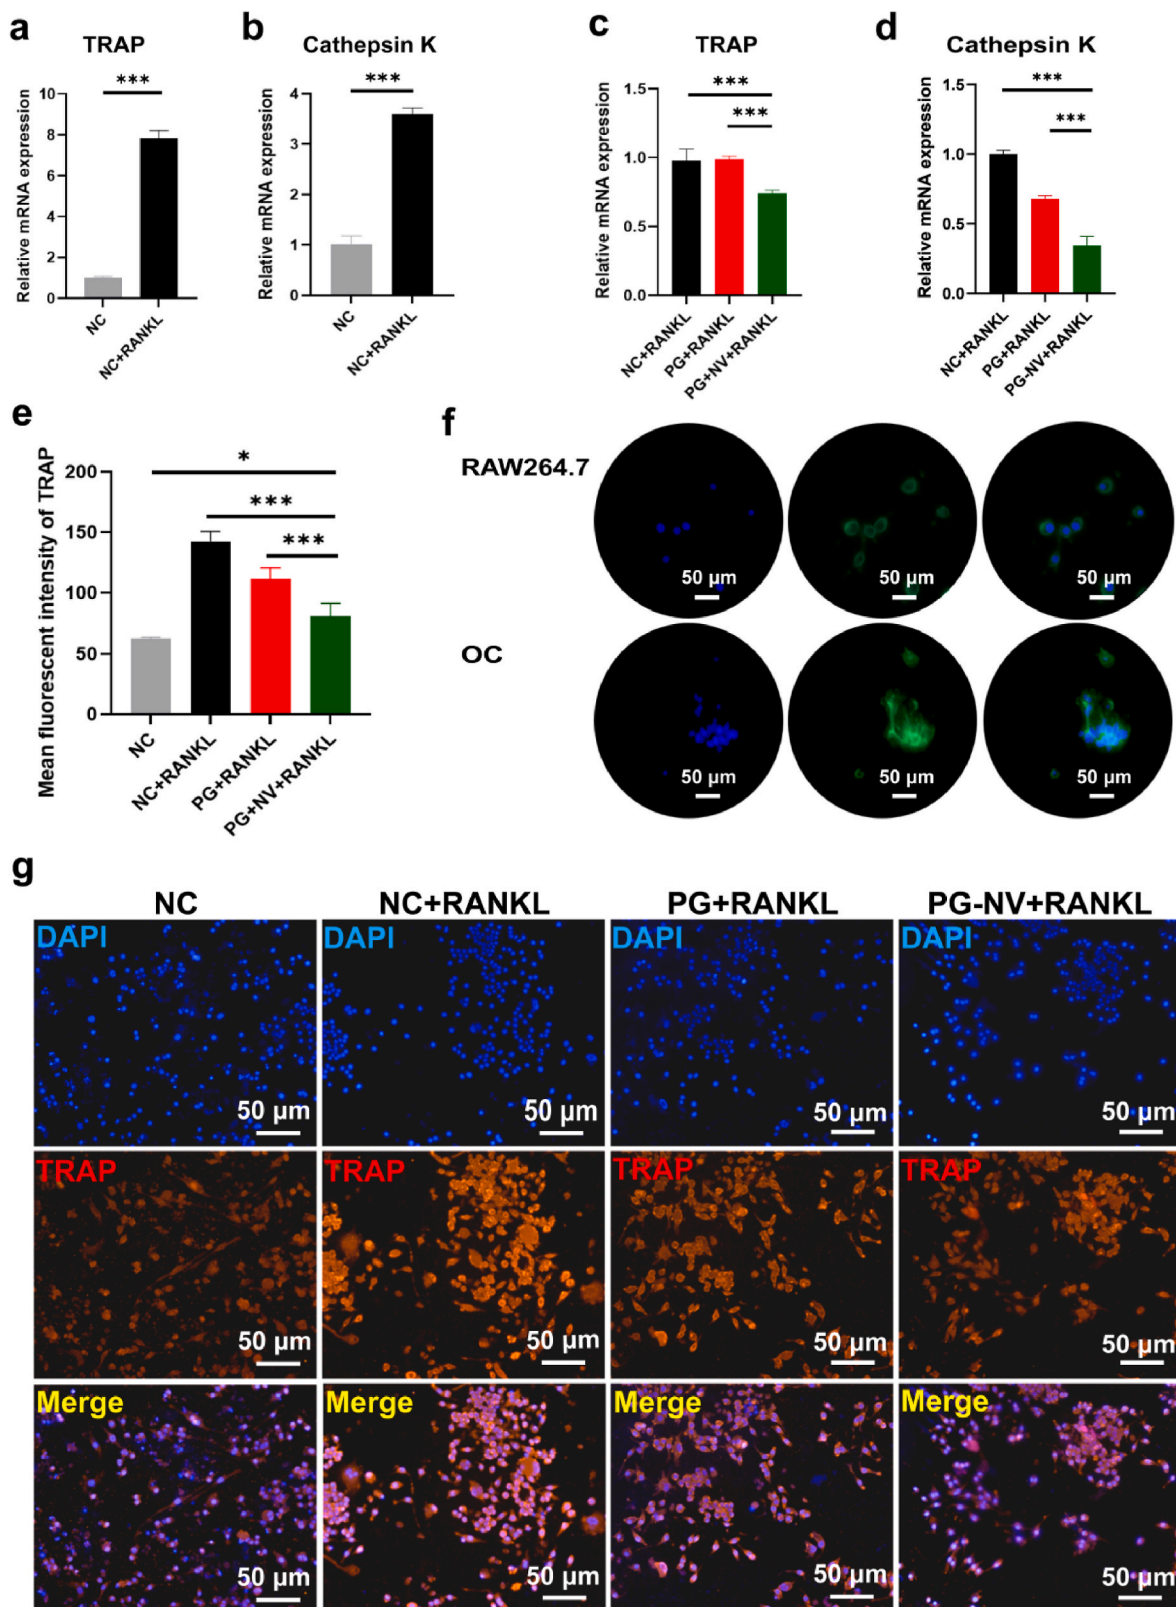 a
TRAP
***
Relative mRNA expression
10
8
6
4
2
0
NC
NC+RANKL
b
Cathepsin K
***
Relative mRNA expression
4
3
2
1
0
NC
NC+RANKL
c
TRAP
***
***
Relative mRNA expression
1.5
1.0
0.5
0.0
NC+RANKL
PG+RANKL
PG+NV+RANKL
d
Cathepsin K
***
***
Relative mRNA expression
1.5
1.0
0.5
0.0
NC+RANKL
PG+RANKL
PG-NV+RANKL
e
*
***
***
Mean fluorescent intensity of TRAP
200
150
100
50
0
NC
NC+RANKL
PG+RANKL
PG+NV+RANKL
f
RAW264.7
50 μm
50 μm
50 μm
OC
50 μm
50 μm
50 μm
g
NC
NC+RANKL
PG+RANKL
PG-NV+RANKL
DAPI
DAPI
DAPI
DAPI
50 μm
50 μm
50 μm
50 μm
TRAP
TRAP
TRAP
TRAP
50 μm
50 μm
50 μm
50 μm
Merge
Merge
Merge
Merge
50 μm
50 μm
50 μm
50 μm